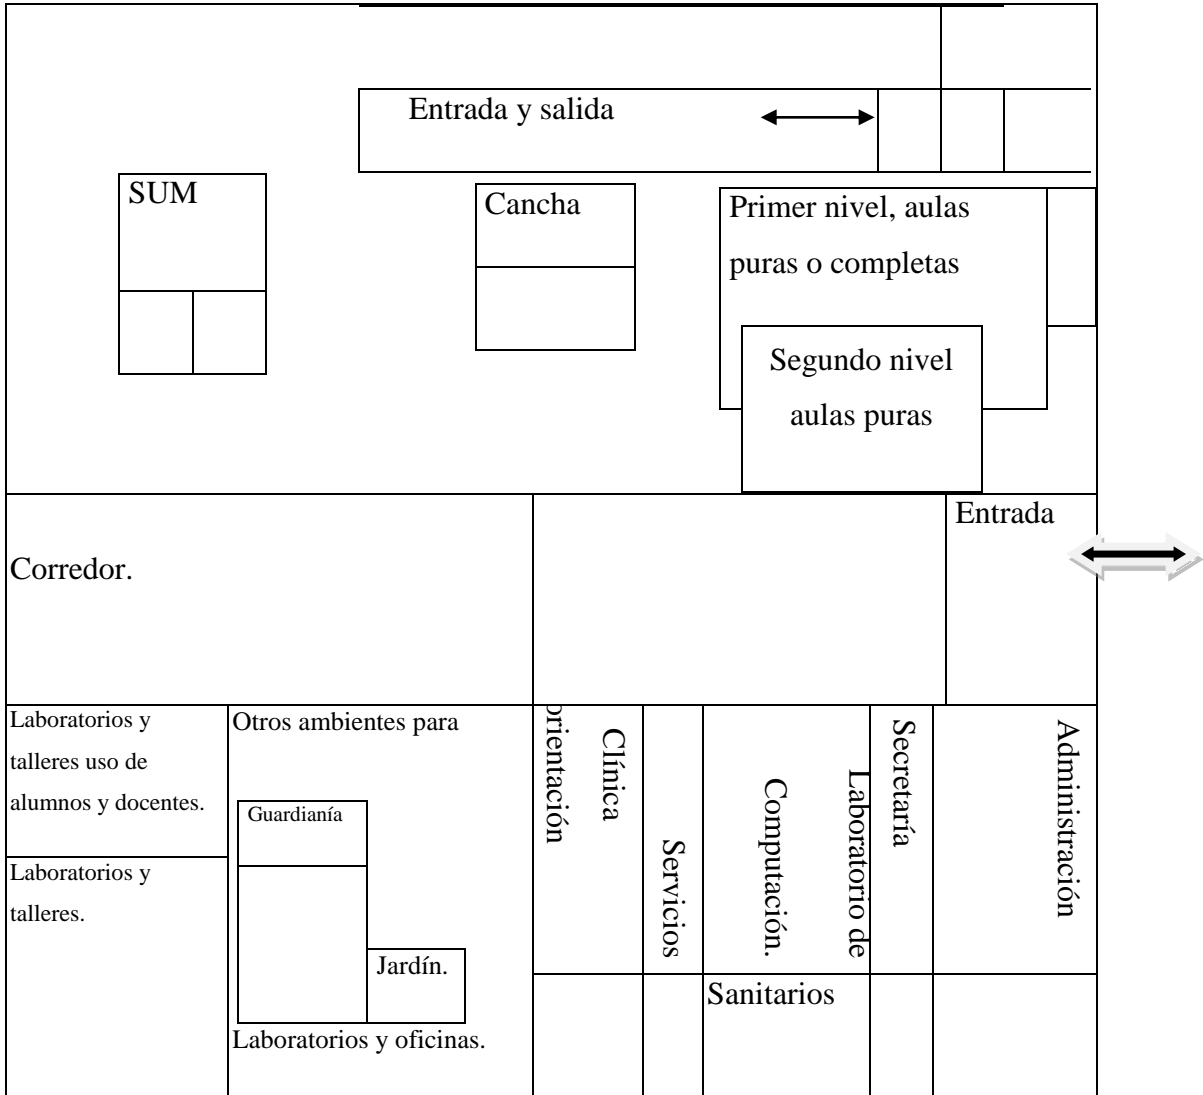 Entrada y salida
SUM
Cancha
Primer nivel, aulas
puras o completas
Segundo nivel
aulas puras
Entrada
Corredor.
Laboratorios y
talleres uso de
alumnos y docentes.
Laboratorios y
talleres.
Otros ambientes para
Guardianía
Jardín.
Laboratorios y oficinas.
Clínica
orientación
Servicios
Laboratorio de
Computación.
Secretaría
Administración
Sanitarios